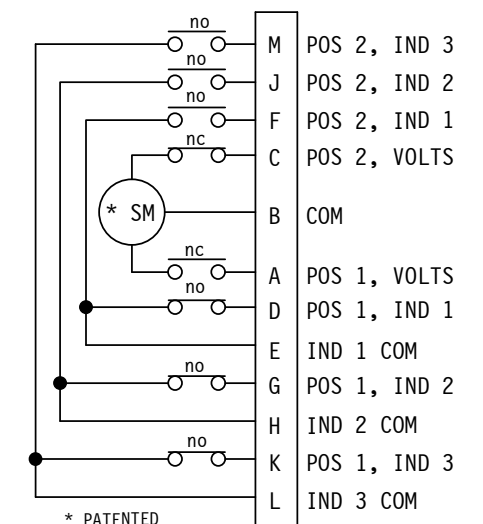 no
M POS 2, IND 3
no
J POS 2, IND 2
no
F POS 2, IND 1
nc
C POS 2, VOLTS
* SM
B COM
nc
A POS 1, VOLTS
no
D POS 1, IND 1
E IND 1 COM
no
G POS 1, IND 2
H IND 2 COM
no
K POS 1, IND 3
L IND 3 COM
* PATENTED